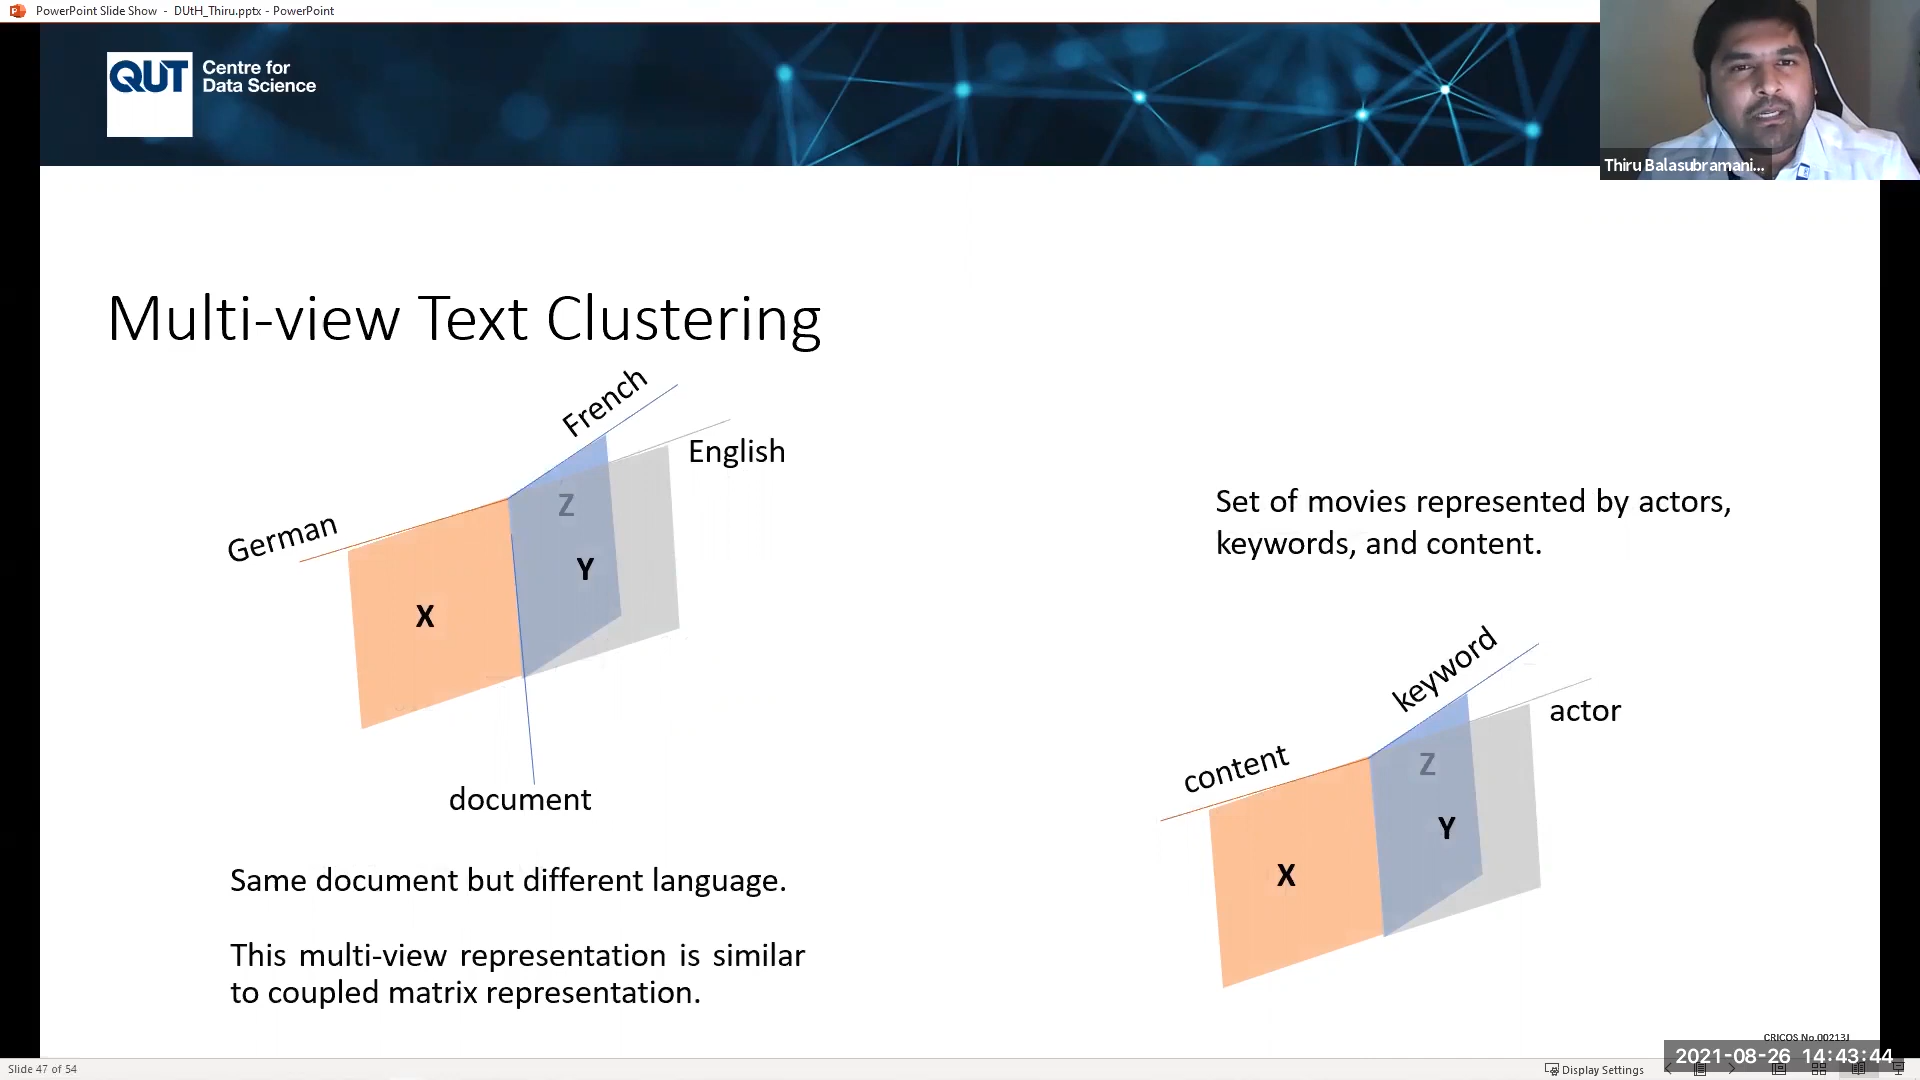 PowerPoint Slide Show - DUtH_Thiru.pptx - PowerPoint
QUT
Centre for
Data Science
Thiru Balasubramani...
Multi-view Text Clustering
French
English
German
Z
Y
X
document
Same document but different language.
This multi-view representation is similar
to coupled matrix representation.
Set of movies represented by actors,
keywords, and content.
keyword
actor
content
Z
Y
X
CRICOS No.00213J
2021-08-26 14:43:44
Slide 47 of 54
Display Settings